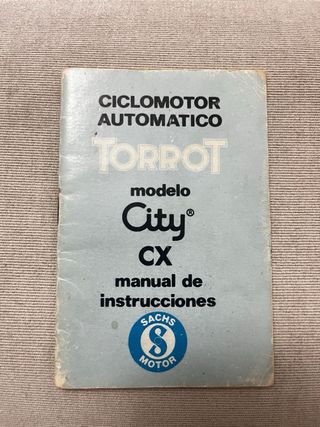 CICLOMOTOR
AUTOMATICO
TORROT
modelo
City®
CX
manual de
instrucciones
SACHS
S
MOTOR